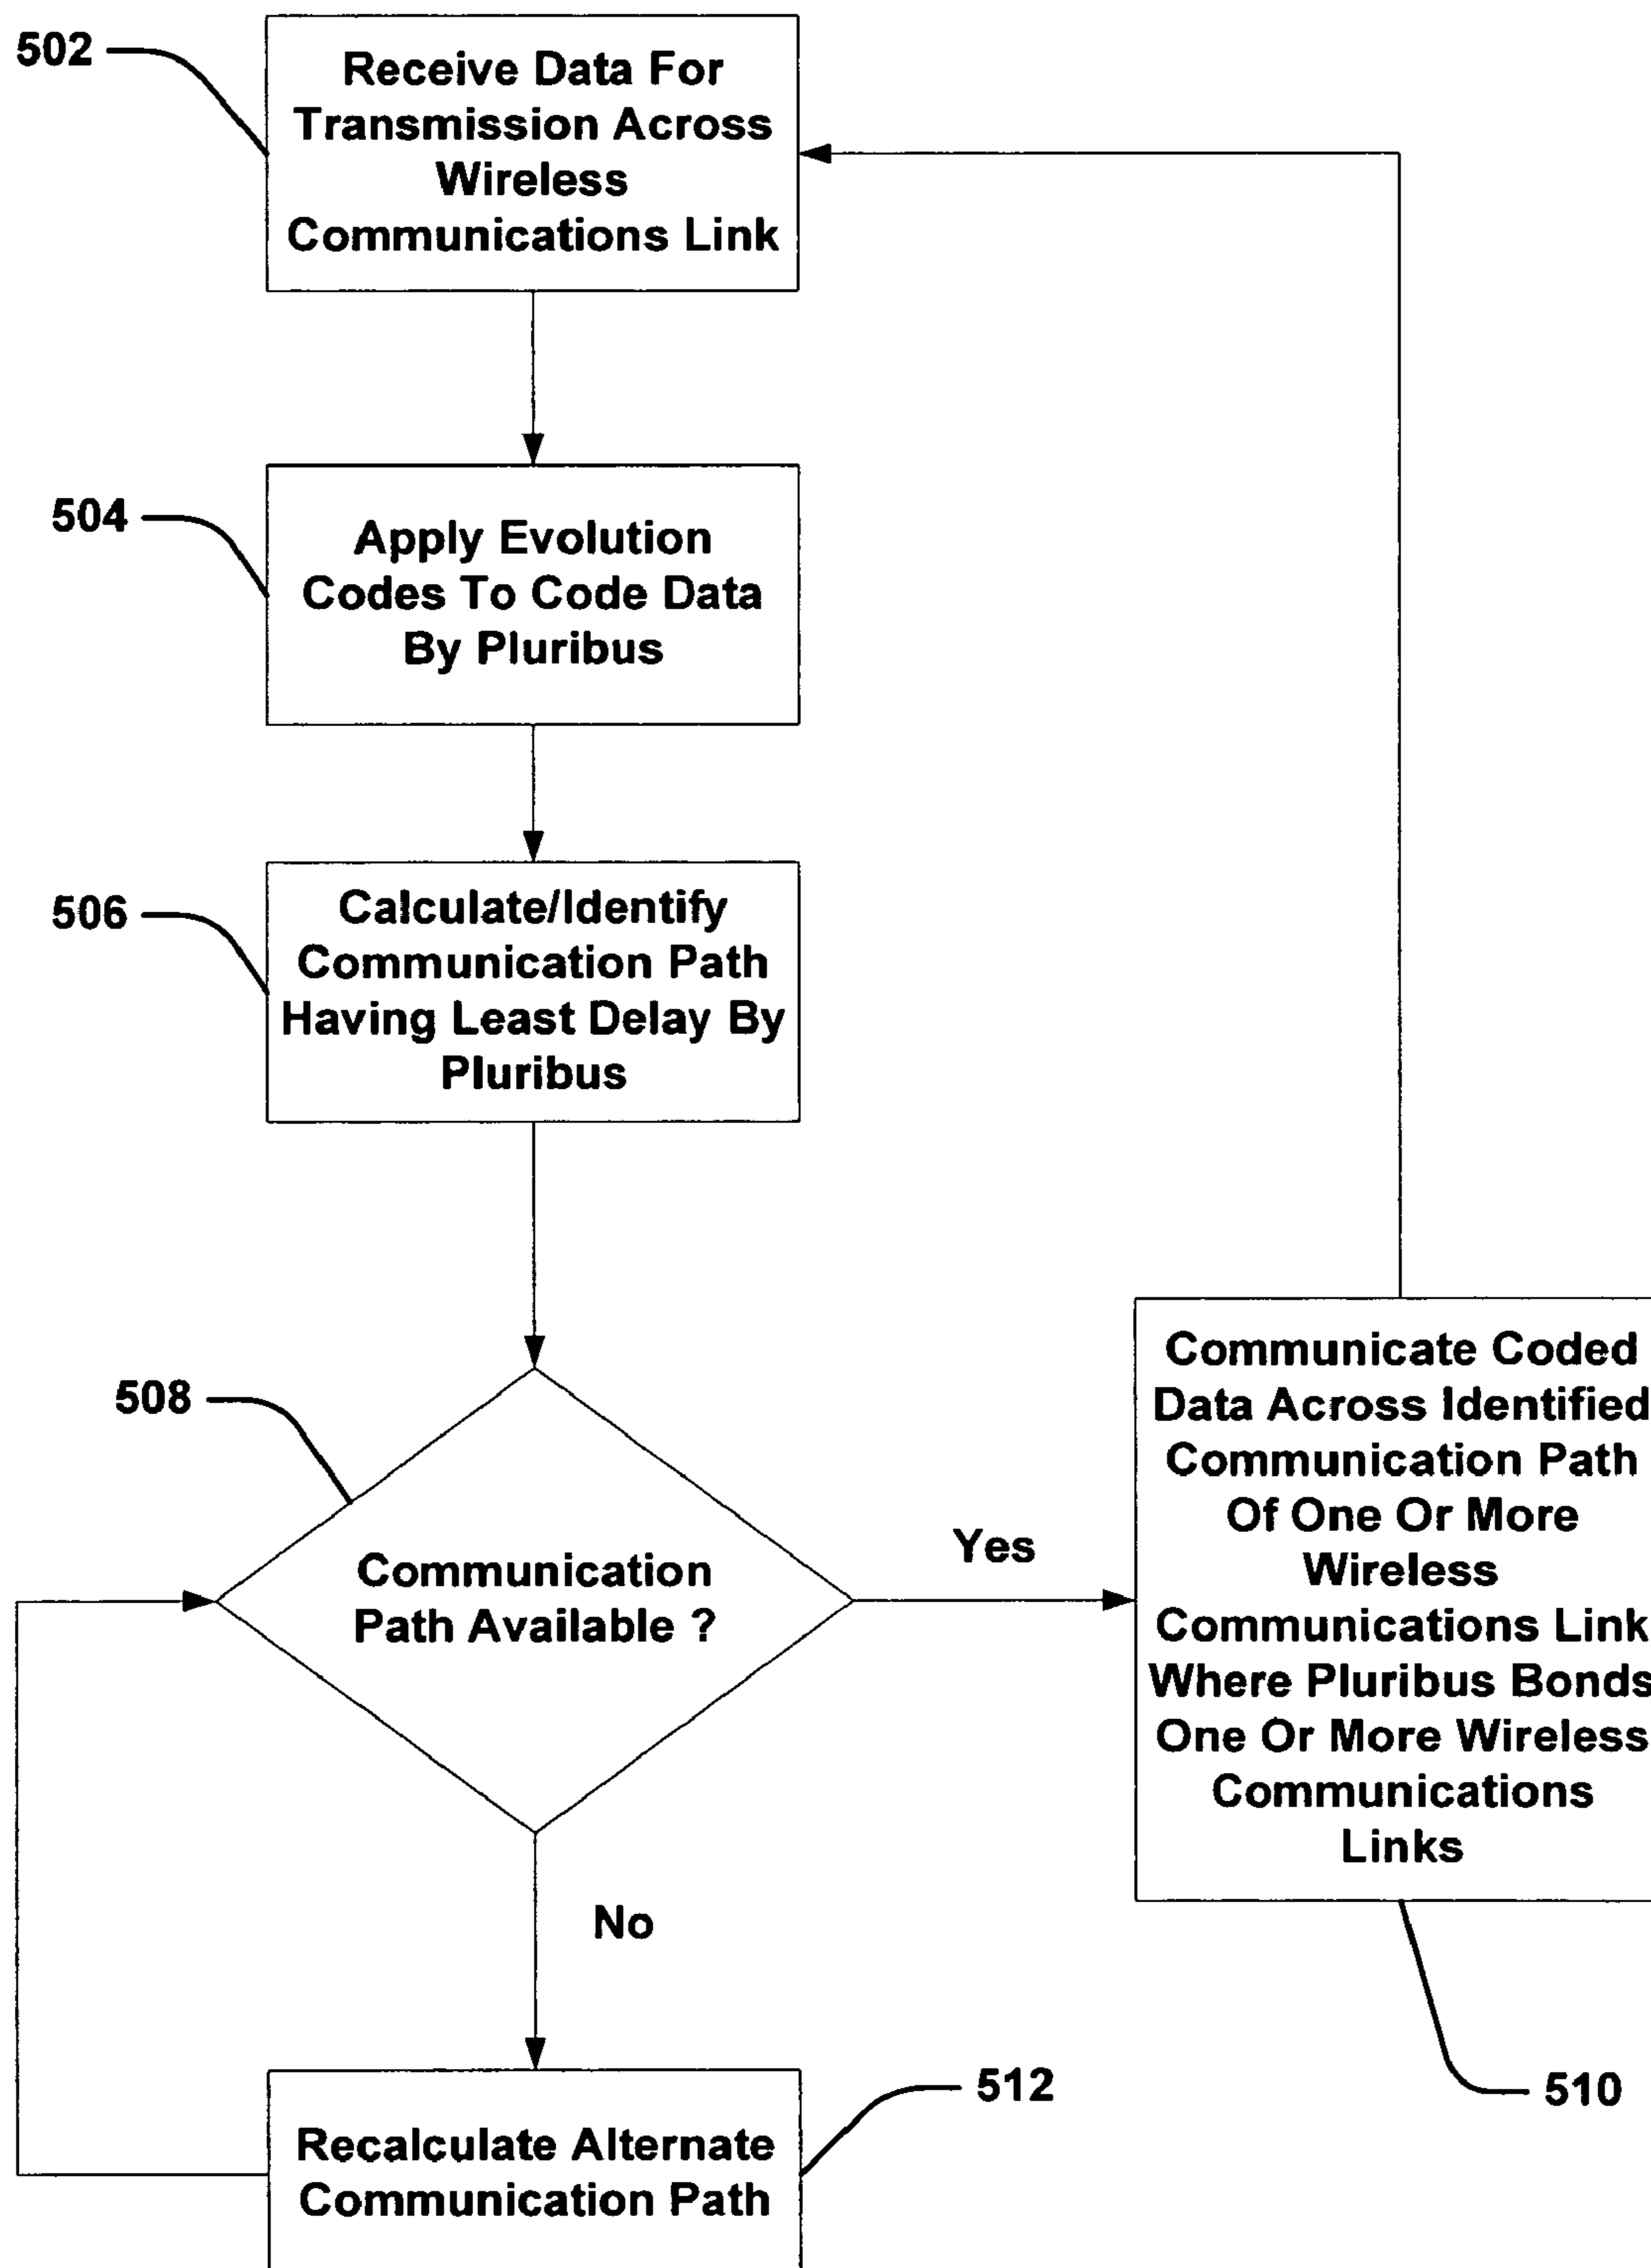 502
Receive Data For
Transmission Across
Wireless
Communications Link
504
Apply Evolution
Codes To Code Data
By Pluribus
506
Calculate/Identify
Communication Path
Having Least Delay By
Pluribus
508
Communication
Path Available ?
Yes
Communicate Coded
Data Across Identified
Communication Path
Of One Or More
Wireless
Communications Link
Where Pluribus Bonds
One Or More Wireless
Communications
Links
510
No
512
Recalculate Alternate
Communication Path